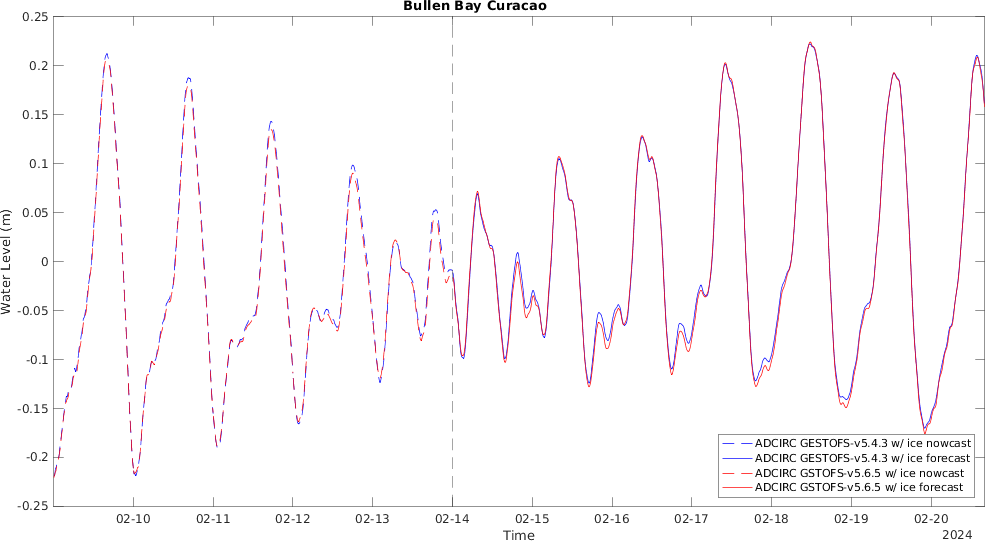 Bullen Bay Curacao
0.25
0.2
0.15
0.1
0.05
0
-0.05
-0.1
-0.15
-0.2
-0.25
Water Level (m)
ADCIRC GESTOFS-v5.4.3 w/ ice nowcast
ADCIRC GESTOFS-v5.4.3 w/ ice forecast
ADCIRC GSTOFS-v5.6.5 w/ ice nowcast
ADCIRC GSTOFS-v5.6.5 w/ ice forecast
02-10 02-11 02-12 02-13 02-14 02-15 02-16 02-17 02-18 02-19 02-20
Time
2024